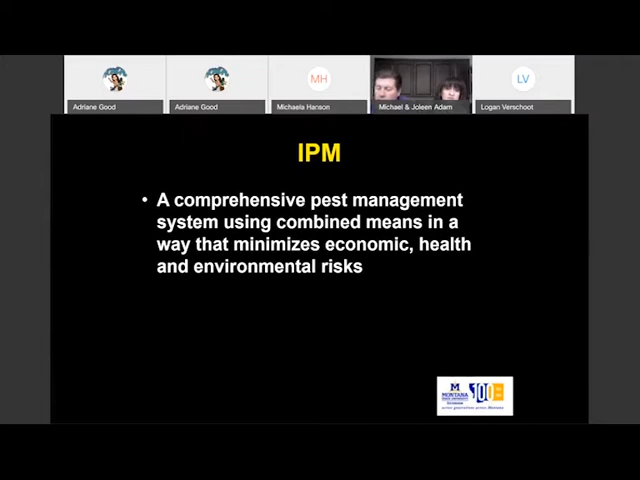 MH
LV
Adriane Good
Adriane Good
Michaela Hanson
Michael & Joleen Adam
Logan Verschoot
IPM
• A comprehensive pest management
system using combined means in a
way that minimizes economic, health
and environmental risks
M
MONTANA
100